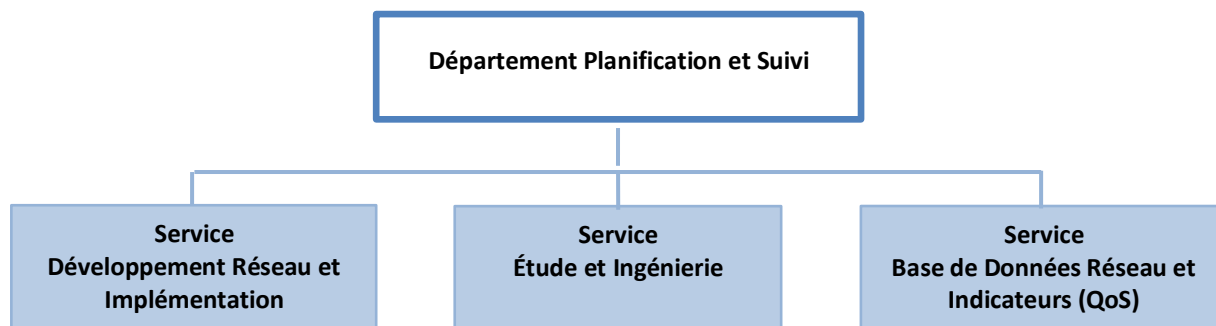 Département Planification et Suivi
Service
Développement Réseau et
Implémentation
Service
Étude et Ingénierie
Service
Base de Données Réseau et
Indicateurs (QoS)